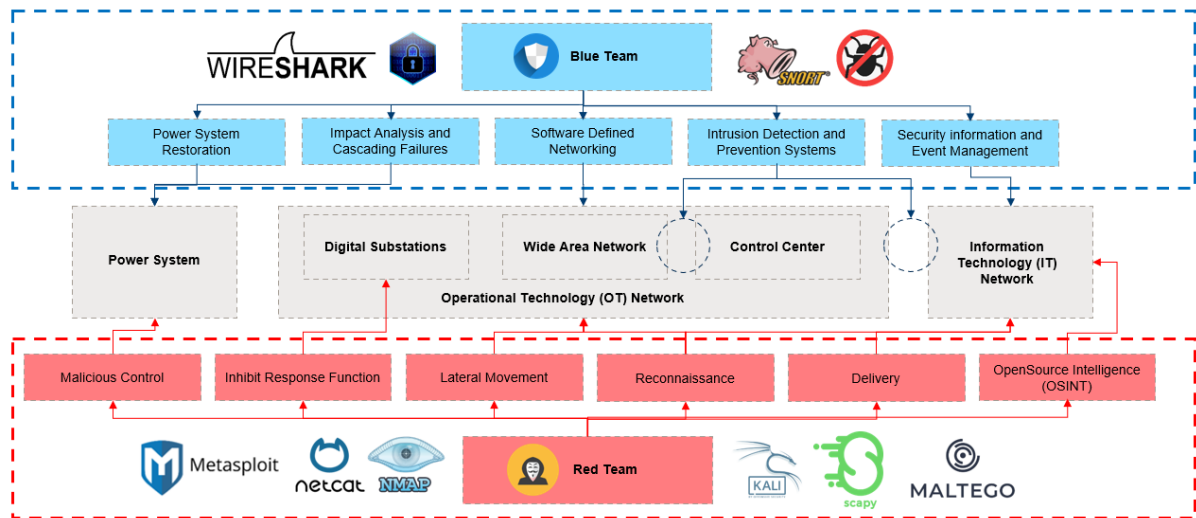 WIRESHARK
Blue Team
SNORT
Power System
Restoration
Impact Analysis and
Cascading Failures
Software Defined
Networking
Intrusion Detection and
Prevention Systems
Security information and
Event Management
Power System
Digital Substations
Wide Area Network
Control Center
Operational Technology (OT) Network
Information
Technology (IT)
Network
Malicious Control
Inhibit Response Function
Lateral Movement
Reconnaissance
Delivery
OpenSource Intelligence
(OSINT)
Metasploit
netcat
NMAP
Red Team
KALI
scapy
MALTEGO